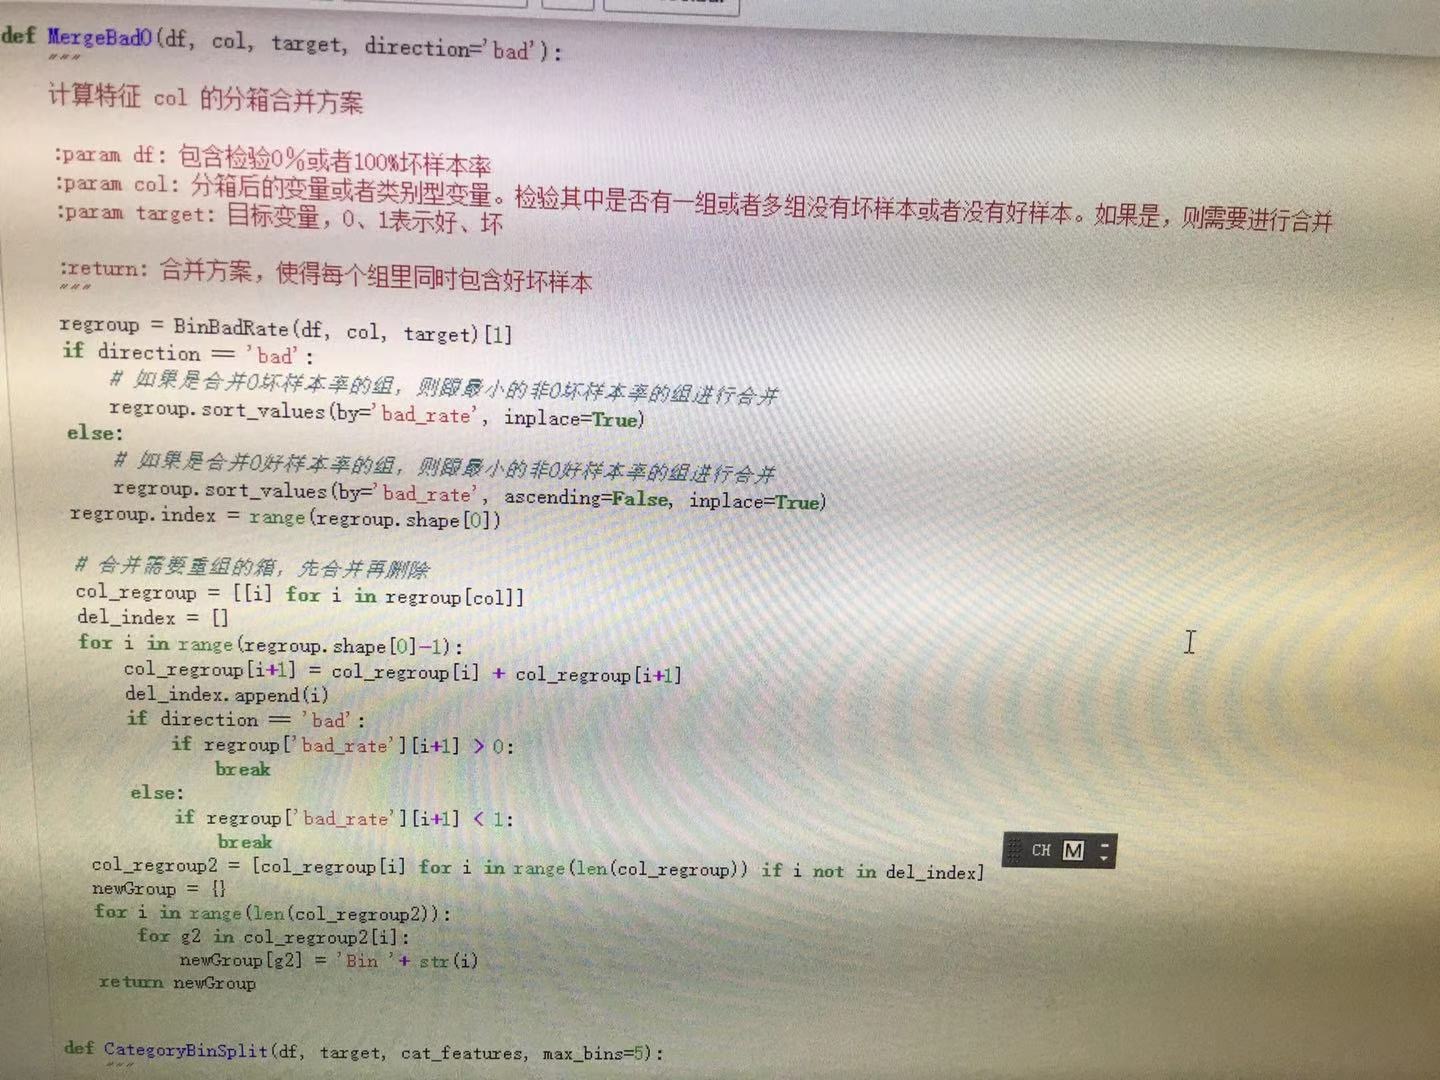 def MergeBad0(df, col, target, direction='bad'):
"""
计算特征 col 的分箱合并方案
:param df: 包含检验0%或者100%坏样本率
:param col: 分箱后的变量或者类别型变量。检验其中是否有一组或者多组没有坏样本或者没有好样本。如果是，则需要进行合并
:param target: 目标变量，0、1表示好、坏
:return: 合并方案，使得每个组里同时包含好坏样本
"""
regroup = BinBadRate(df, col, target)[1]
if direction == 'bad':
# 如果是合并0坏样本率的组，则跟最小的非0坏样本率的组进行合并
regroup.sort_values(by='bad_rate', inplace=True)
else:
# 如果是合并0好样本率的组，则跟最小的非0好样本率的组进行合并
regroup.sort_values(by='bad_rate', ascending=False, inplace=True)
regroup.index = range(regroup.shape[0])
# 合并需要重组的箱，先合并再删除
col_regroup = [[i] for i in regroup[col]]
del_index = []
for i in range(regroup.shape[0]-1):
col_regroup[i+1] = col_regroup[i] + col_regroup[i+1]
del_index.append(i)
if direction == 'bad':
if regroup['bad_rate'][i+1] > 0:
break
else:
if regroup['bad_rate'][i+1] < 1:
break
col_regroup2 = [col_regroup[i] for i in range(len(col_regroup)) if i not in del_index]
newGroup = {}
for i in range(len(col_regroup2)):
for g2 in col_regroup2[i]:
newGroup[g2] = 'Bin '+ str(i)
return newGroup
CH M
def CategoryBinSplit(df, target, cat_features, max_bins=5):
"""